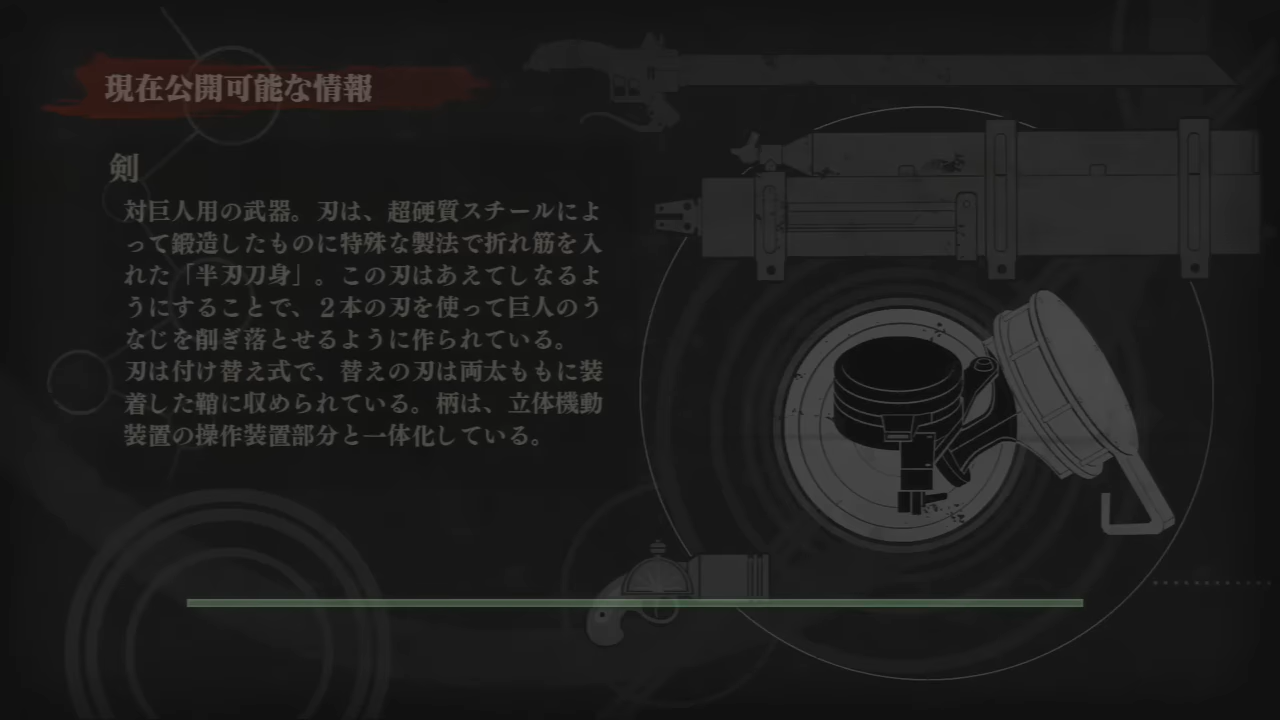 現在公開可能な情報
剣
対巨人用の武器。刃は、超硬質スチールによ
って鍛造したものに特殊な製法で折れ筋を入
れた「半刃刀身」。この刃はあえてしなるよ
うにすることで、２本の刃を使って巨人のう
なじを削ぎ落とせるように作られている。
刃は付け替え式で、替えの刃は両太ももに装
着した鞘に収められている。柄は、立体機動
装置の操作装置部分と一体化している。